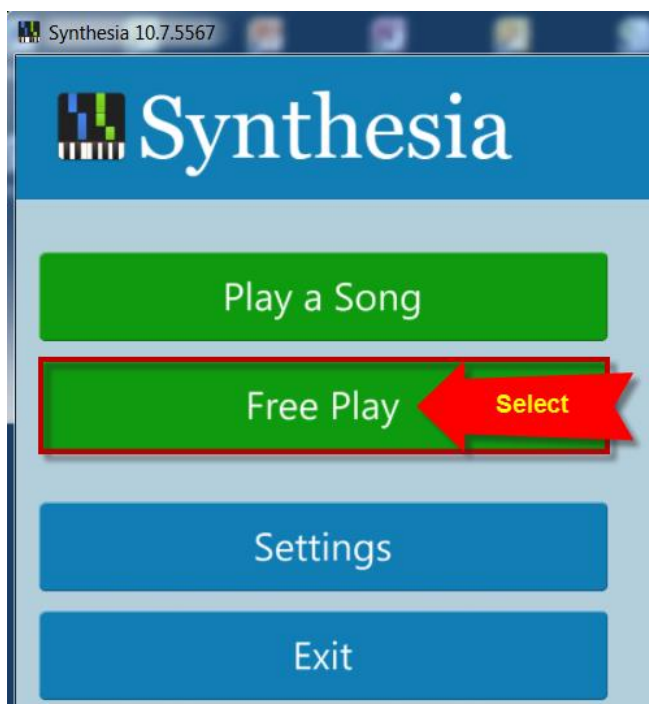 Synthesia 10.7.5567
Synthesia
Play a Song
Free Play
Select
Settings
Exit